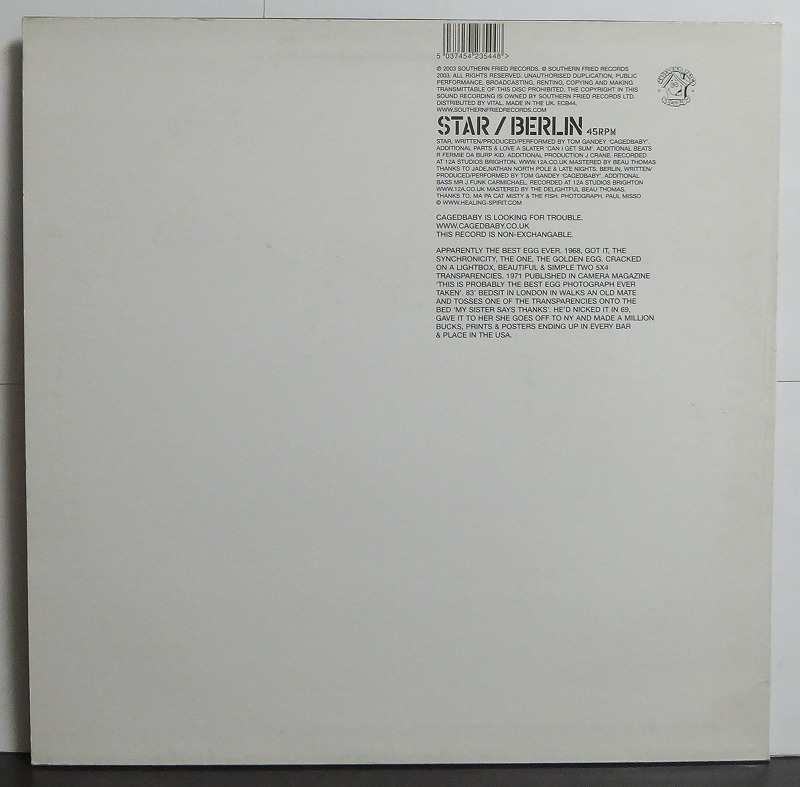 5 037454 235448 >
℗ 2003 SOUTHERN FRIED RECORDS. © SOUTHERN FRIED RECORDS
2003. ALL RIGHTS RESERVED. UNAUTHORISED DUPLICATION, PUBLIC
PERFORMANCE, BROADCASTING, RENTING, COPYING AND MAKING
TRANSMITTABLE OF THIS DISC PROHIBITED. THE COPYRIGHT IN THIS
SOUND RECORDING IS OWNED BY SOUTHERN FRIED RECORDS LTD.
DISTRIBUTED BY VITAL. MADE IN THE UK. ECB44.
WWW.SOUTHERNFRIEDRECORDS.COM
STAR / BERLIN 45RPM
STAR, WRITTEN/PRODUCED/PERFORMED BY TOM GANDEY 'CAGEDBABY'.
ADDITIONAL PARTS & LOVE A SLATER 'CAN I GET SUM'. ADDITIONAL BEATS
R FERMIE DA BURP KID. ADDITIONAL PRODUCTION J CRANE. RECORDED
AT 12A STUDIOS BRIGHTON. WWW.12A.CO.UK MASTERED BY BEAU THOMAS
THANKS TO JADE,NATHAN NORTH POLE & LATE NIGHTS. BERLIN, WRITTEN/
PRODUCED/PERFORMED BY TOM GANDEY 'CAGEDBABY'. ADDITIONAL
BASS MR J FUNK CARMICHAEL. RECORDED AT 12A STUDIOS BRIGHTON
WWW.12A.CO.UK MASTERED BY THE DELIGHTFUL BEAU THOMAS.
THANKS TO, MA PA CAT MISTY & THE FISH. PHOTOGRAPH. PAUL MISSO
© WWW.HEALING-SPIRIT.COM
CAGEDBABY IS LOOKING FOR TROUBLE.
WWW.CAGEDBABY.CO.UK
THIS RECORD IS NON-EXCHANGABLE.
APPARENTLY THE BEST EGG EVER. 1968, GOT IT, THE
SYNCHRONICITY, THE ONE, THE GOLDEN EGG. CRACKED
ON A LIGHTBOX, BEAUTIFUL & SIMPLE TWO 5X4
TRANSPARENCIES. 1971 PUBLISHED IN CAMERA MAGAZINE
'THIS IS PROBABLY THE BEST EGG PHOTOGRAPH EVER
TAKEN'. 83' BEDSIT IN LONDON IN WALKS AN OLD MATE
AND TOSSES ONE OF THE TRANSPARENCIES ONTO THE
BED 'MY SISTER SAYS THANKS'. HE'D NICKED IT IN 69,
GAVE IT TO HER SHE GOES OFF TO NY AND MADE A MILLION
BUCKS, PRINTS & POSTERS ENDING UP IN EVERY BAR
& PLACE IN THE USA.